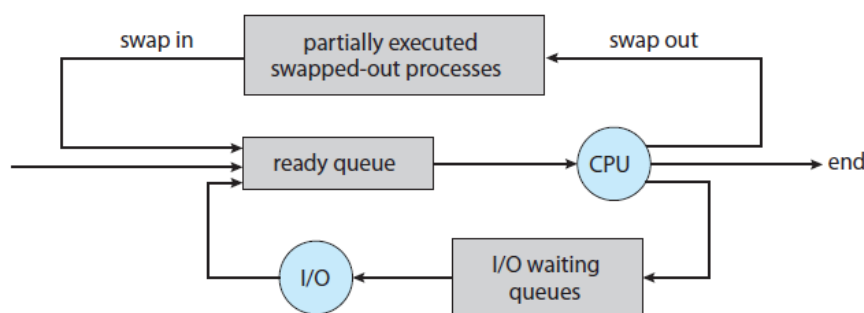 swap in
partially executed
swapped-out processes
swap out
ready queue
CPU
end
I/O
I/O waiting
queues